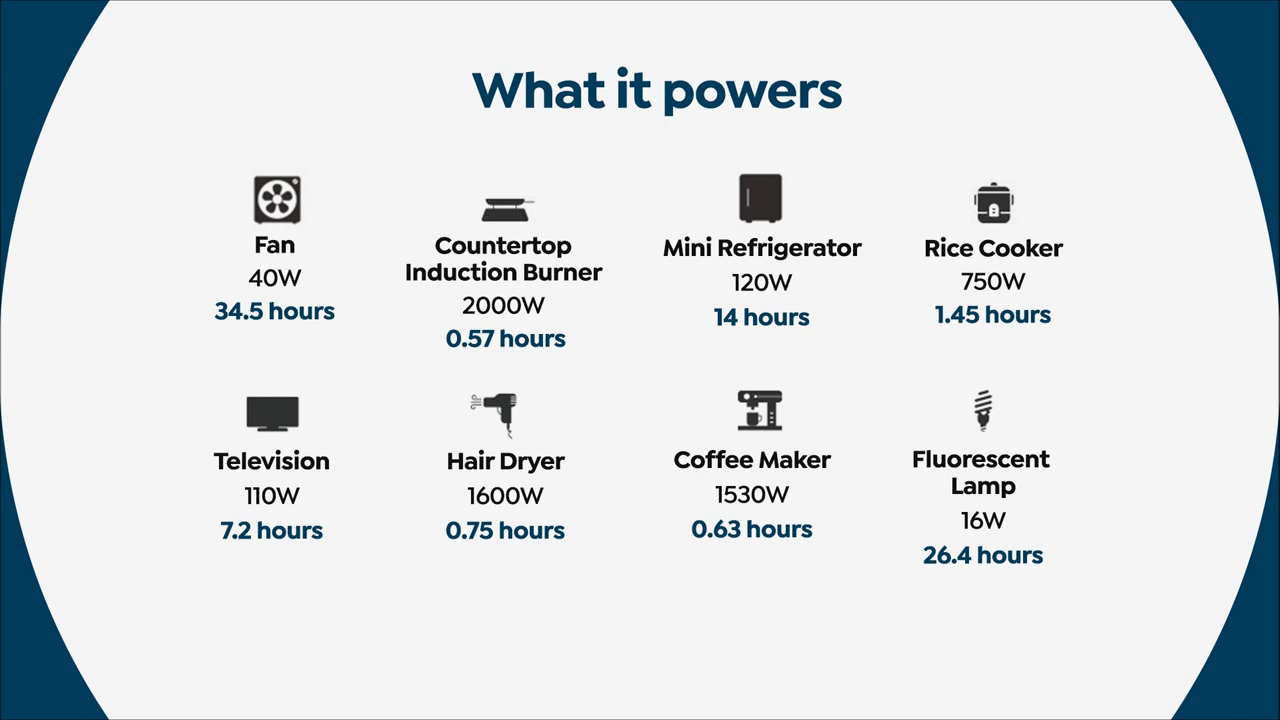 What it powers
Fan
40W
34.5 hours
Countertop
Induction Burner
2000W
0.57 hours
Mini Refrigerator
120W
14 hours
Rice Cooker
750W
1.45 hours
Television
110W
7.2 hours
Hair Dryer
1600W
0.75 hours
Coffee Maker
1530W
0.63 hours
Fluorescent
Lamp
16W
26.4 hours